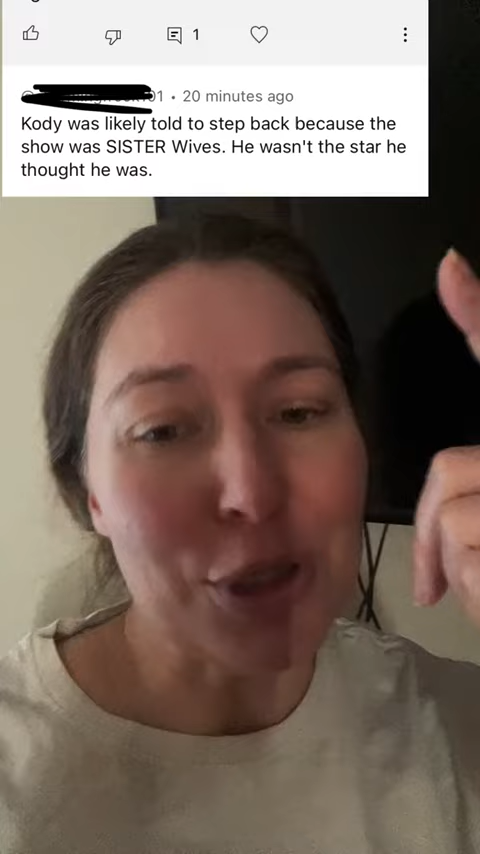 1
01 • 20 minutes ago
Kody was likely told to step back because the
show was SISTER Wives. He wasn't the star he
thought he was.